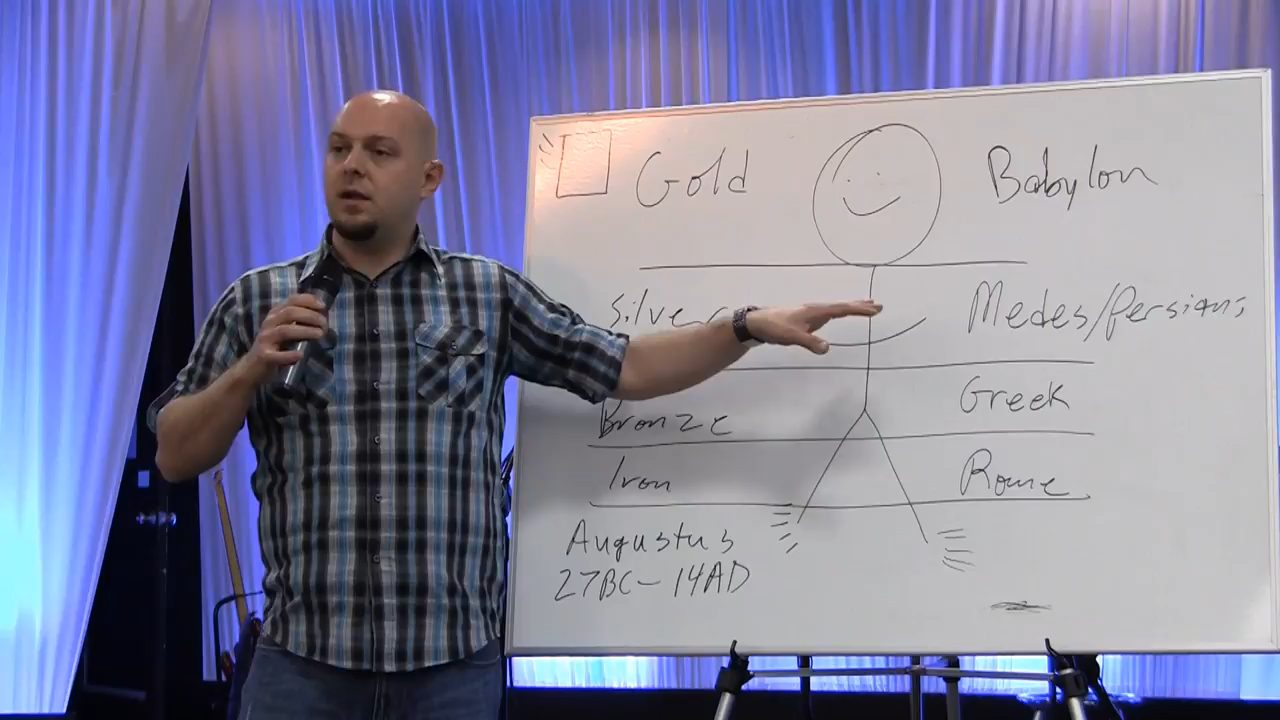 Gold Babylon
Silver Medes/Persians
Bronze Greek
Iron Rome
Augustus
27BC-14AD